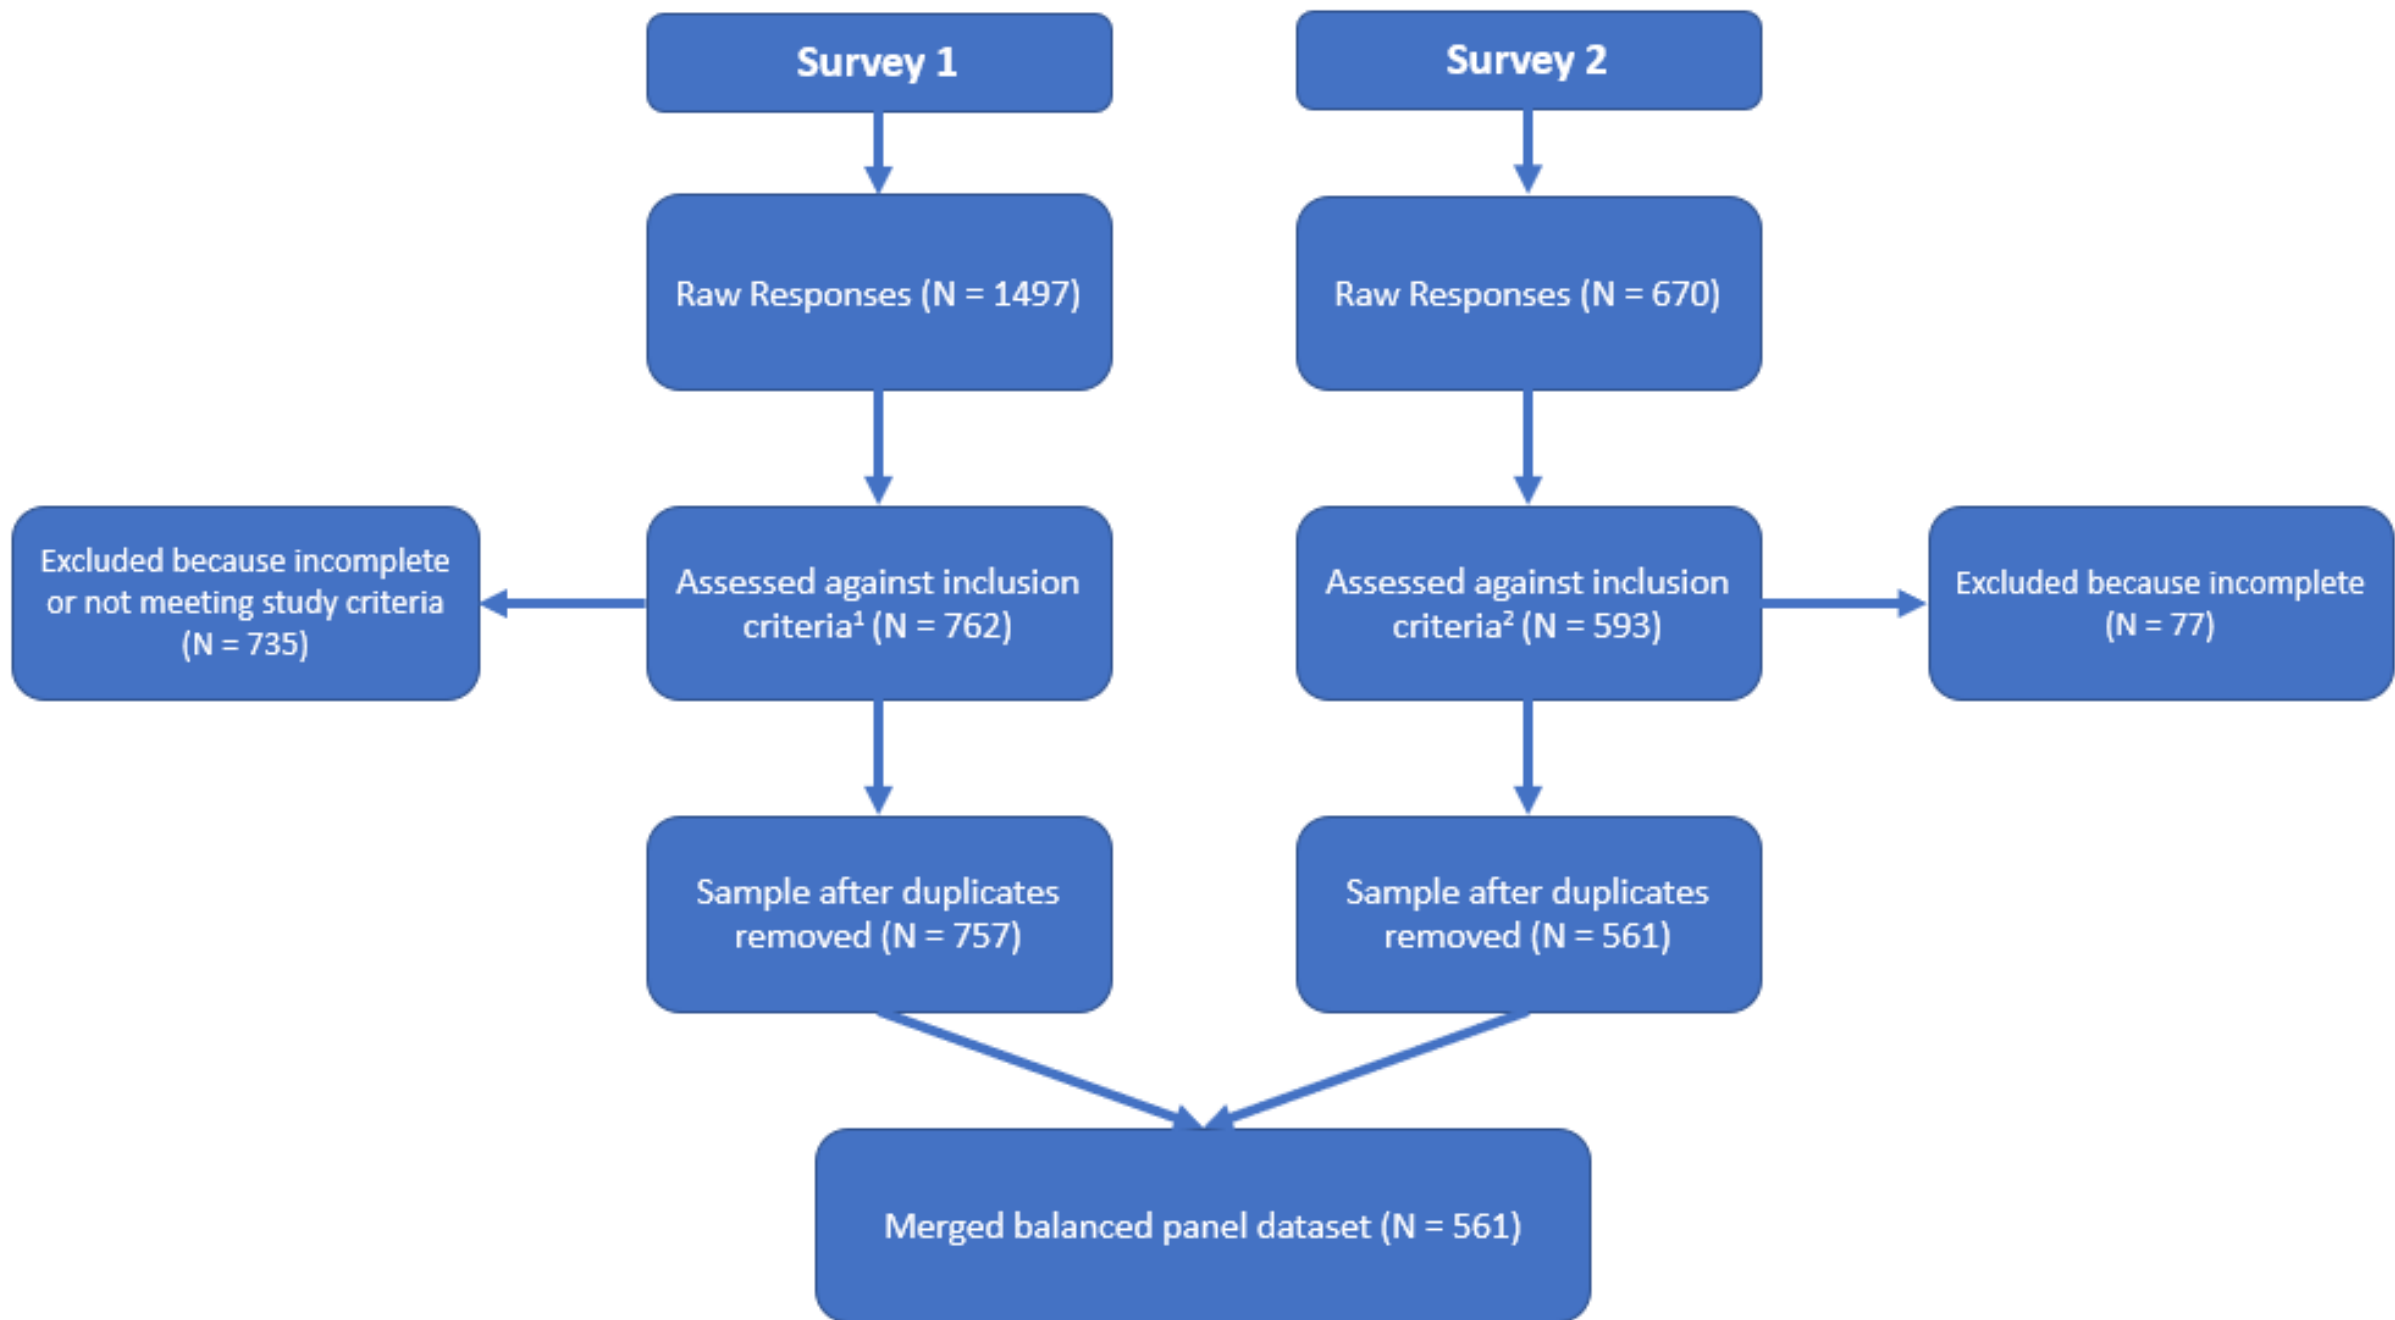 Survey 1
Survey 2
Raw Responses (N = 1497)
Raw Responses (N = 670)
Excluded because incomplete
or not meeting study criteria
(N = 735)
Assessed against inclusion
criteria¹ (N = 762)
Assessed against inclusion
criteria² (N = 593)
Excluded because incomplete
(N = 77)
Sample after duplicates
removed (N = 757)
Sample after duplicates
removed (N = 561)
Merged balanced panel dataset (N = 561)